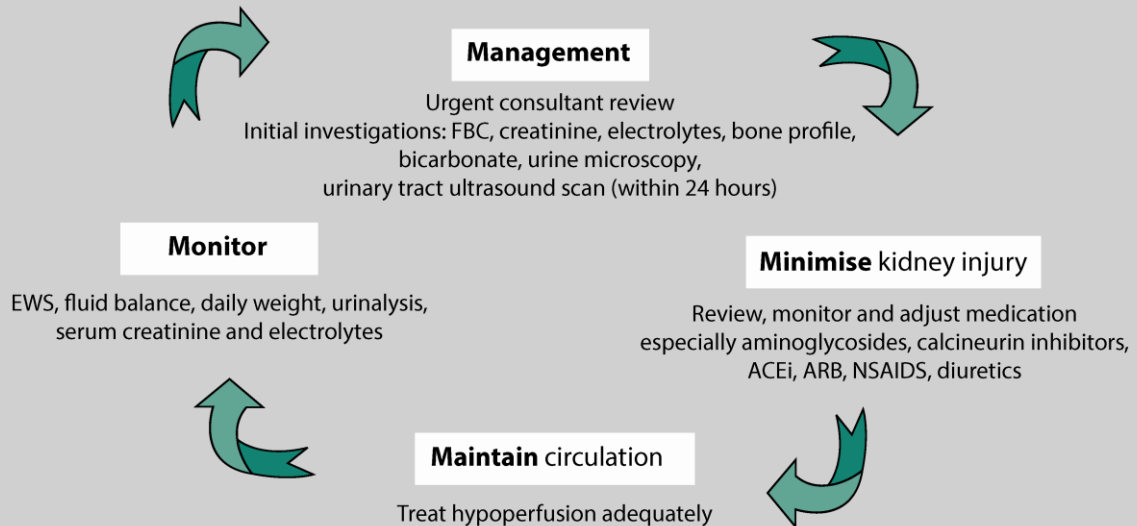 Management
Urgent consultant review
Initial investigations: FBC, creatinine, electrolytes, bone profile,
bicarbonate, urine microscopy,
urinary tract ultrasound scan (within 24 hours)
Minimise kidney injury
Review, monitor and adjust medication
especially aminoglycosides, calcineurin inhibitors,
ACEi, ARB, NSAIDS, diuretics
Maintain circulation
Treat hypoperfusion adequately
Monitor
EWS, fluid balance, daily weight, urinalysis,
serum creatinine and electrolytes